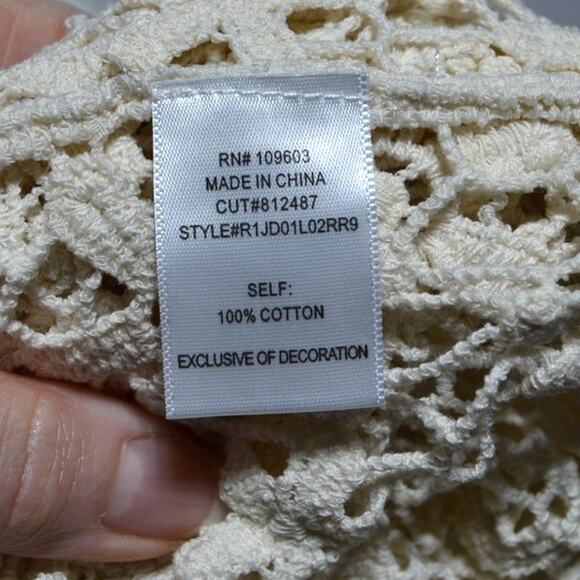 RN# 109603
MADE IN CHINA
CUT#812487
STYLE#R1JD01L02RR9
SELF:
100% COTTON
EXCLUSIVE OF DECORATION